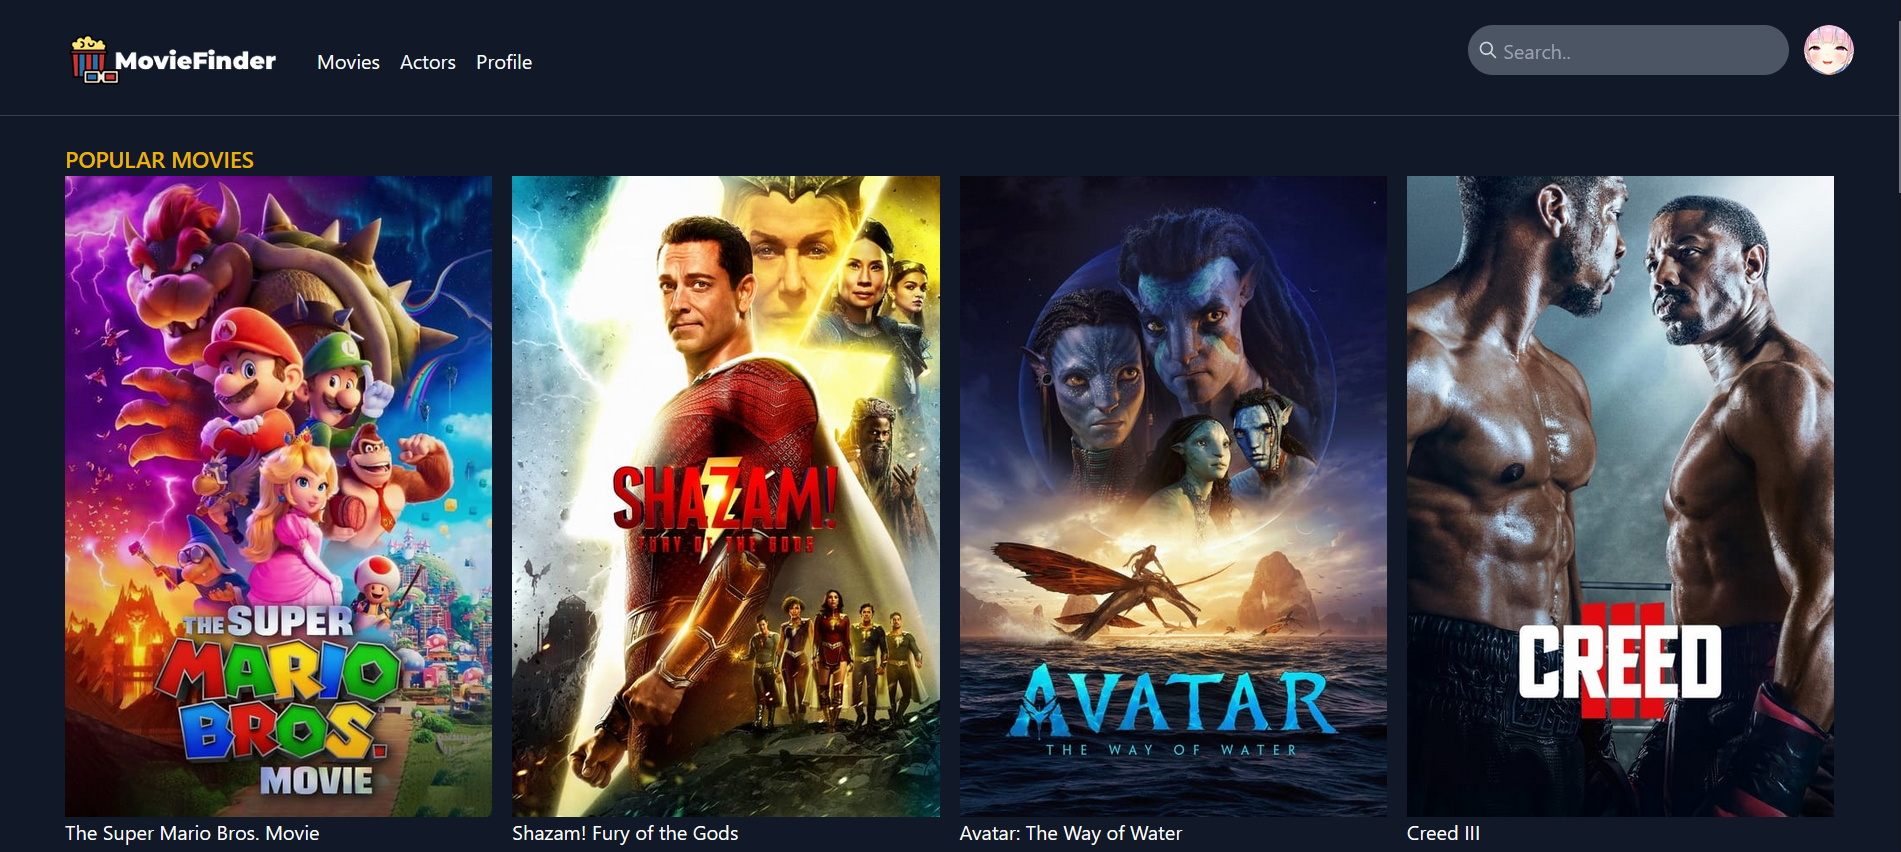 MovieFinder
Movies
Actors
Profile
Search..
POPULAR MOVIES
THE SUPER
MARIO
BROS.
MOVIE
The Super Mario Bros. Movie
SHAZAM!
FURY OF THE GODS
Shazam! Fury of the Gods
AVATAR
THE WAY OF WATER
Avatar: The Way of Water
CREED
III
Creed III